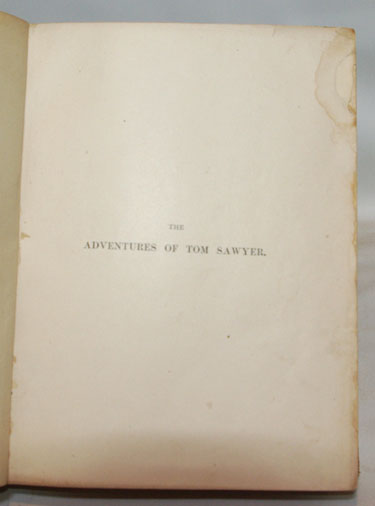 THE
ADVENTURES OF TOM SAWYER.